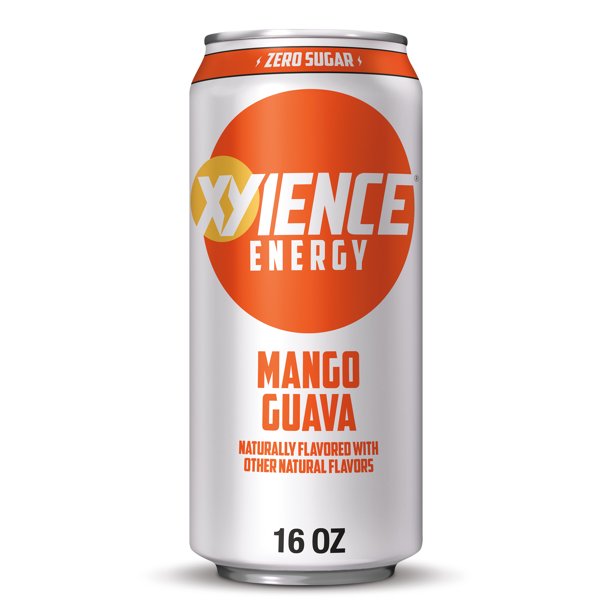 ZERO SUGAR
XYIENCE®
ENERGY
MANGO
GUAVA
NATURALLY FLAVORED WITH
OTHER NATURAL FLAVORS
16 OZ